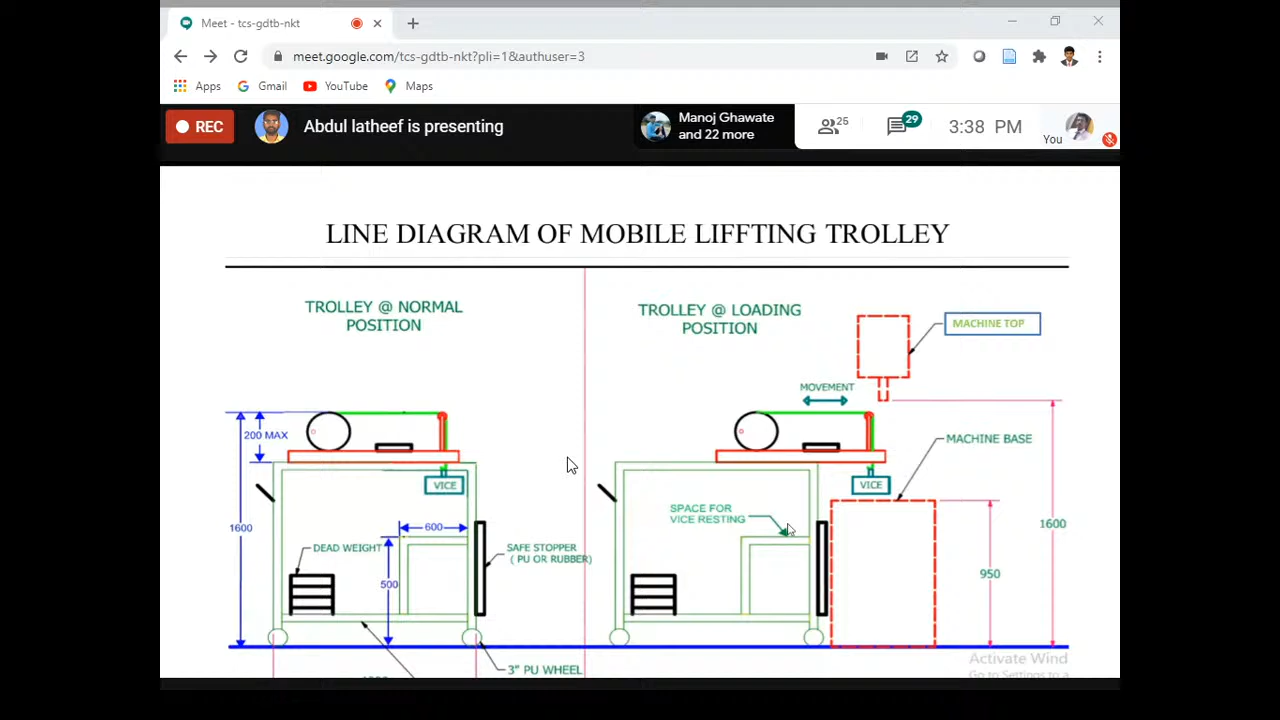 Meet - tcs-gdtb-nkt
meet.google.com/tcs-gdtb-nkt?pli=1&authuser=3
Apps Gmail YouTube Maps
REC
Abdul latheef is presenting
Manoj Ghawate
and 22 more
25
29
3:38 PM
You
LINE DIAGRAM OF MOBILE LIFFTING TROLLEY
TROLLEY @ NORMAL
POSITION
200 MAX
VICE
1600
600
DEAD WEIGHT
SAFE STOPPER
( PU OR RUBBER)
500
3" PU WHEEL
TROLLEY @ LOADING
POSITION
MACHINE TOP
MOVEMENT
MACHINE BASE
VICE
SPACE FOR
VICE RESTING
1600
950
Activate Wind
Go to Settings to a